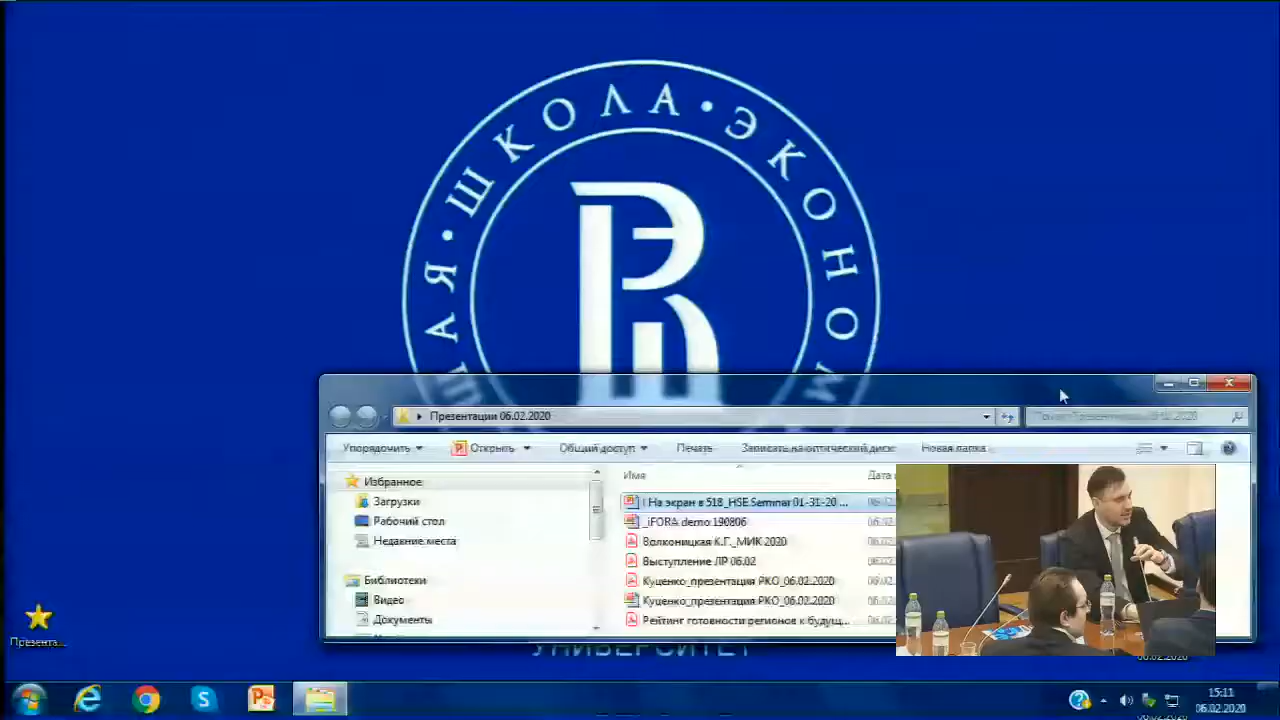 ШАЯ • ШКОЛА • ЭКОНОМ
УНИВЕРСИТЕТ
Презентации 06.02.2020
Упорядочить
Открыть
Общий доступ
Печать
Записать на оптический диск
Новая папка
Избранное
Загрузки
Рабочий стол
Недавние места
Библиотеки
Видео
Документы
Имя
Дата
! На экран в 518_HSE Seminar 01-31-20 ...
_iFORA demo 190806
Волконицкая К.Г._МИК 2020
Выступление ЛР 06.02
Куценко_презентация РКО_06.02.2020
Куценко_презентация РКО_06.02.2020
Рейтинг готовности регионов к будущ...
06.02.2020
Презента...
15:11
06.02.2020